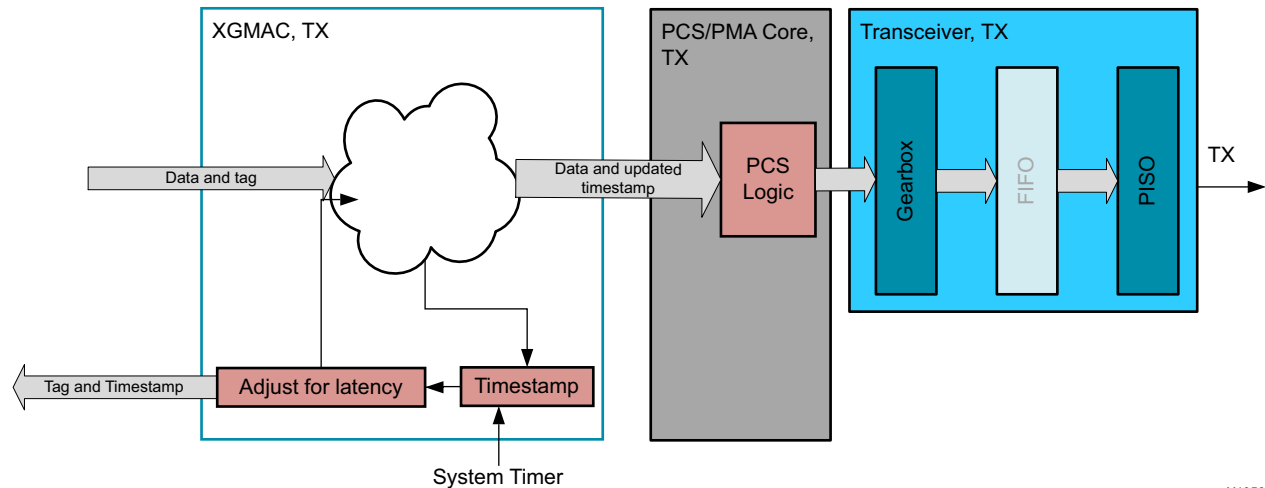 XGMAC, TX
PCS/PMA Core,
TX
Transceiver, TX
Data and tag
Data and updated
timestamp
PCS
Logic
Gearbox
FIFO
PISO
TX
Tag and Timestamp
Adjust for latency
Timestamp
System Timer